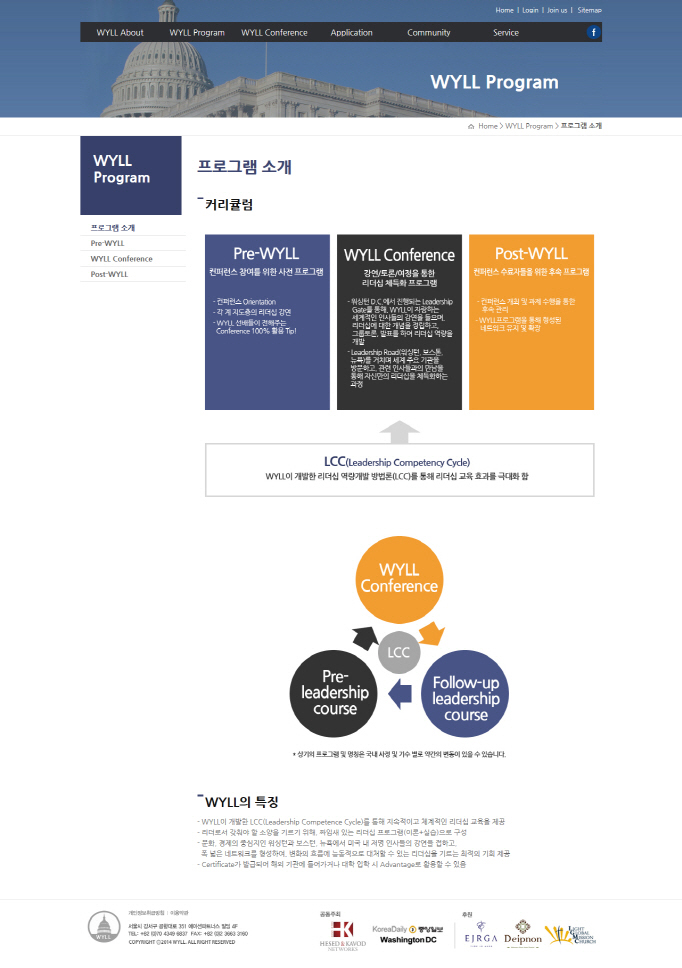 Home | Login | Join us | Sitemap
WYLL About WYLL Program WYLL Conference Application Community Service f
WYLL Program
Home > WYLL Program > 프로그램 소개
WYLL
Program
프로그램 소개
Pre-WYLL
WYLL Conference
Post-WYLL
프로그램 소개
커리큘럼
Pre-WYLL
컨퍼런스 참여를 위한 사전 프로그램
- 컨퍼런스 Orientation
- 각 계 지도층의 리더십 강연
- WYLL 선배들이 전해주는
Conference 100% 활용 Tip!
WYLL Conference
강연/토론/여정을 통한
리더십 체득화 프로그램
- 워싱턴 D.C.에서 진행되는 Leadership
Gate를 통해, WYLL이 자랑하는
세계적인 인사들의 강연을 들으며,
리더십에 대한 개념을 정립하고,
그룹토론, 발표를 하여 리더십 역량을
개발
- Leadership Road(워싱턴, 보스톤,
뉴욕)를 거치며 세계 주요 기관을
방문하고, 관련 인사들과의 만남을
통해 자신만의 리더십을 체득화하는
과정
Post-WYLL
컨퍼런스 수료자들을 위한 후속 프로그램
- 컨퍼런스 개최 및 과제 수행을 통한
후속 관리
- WYLL프로그램을 통해 형성된
네트워크 유지 및 확장
LCC(Leadership Competency Cycle)
WYLL이 개발한 리더십 역량개발 방법론(LCC)를 통해 리더십 교육 효과를 극대화 함
WYLL
Conference
LCC
Pre-
leadership
course
Follow-up
leadership
course
* 상기의 프로그램 및 명칭은 국내 사정 및 기수 별로 약간의 변동이 있을 수 있습니다.
WYLL의 특징
- WYLL이 개발한 LCC(Leadership Competence Cycle)를 통해 지속적이고 체계적인 리더십 교육을 제공
- 리더로서 갖춰야 할 소양을 기르기 위해, 짜임새 있는 리더십 프로그램(이론+실습)으로 구성
- 문화, 경제의 중심지인 워싱턴과 보스턴, 뉴욕에서 미국 내 저명 인사들의 강연을 접하고,
폭 넓은 네트워크를 형성하여, 변화의 흐름에 능동적으로 대처할 수 있는 리더십을 기르는 최적의 기회 제공
- Certificate가 발급되어 해외 기관에 들어가거나 대학 입학 시 Advantage로 활용할 수 있음
WYLL
개인정보취급방침 | 이용약관
서울시 강서구 공항대로 351 에이션파트너스 빌딩 4F
TEL: +82 (0)70 4349 6837 FAX: +82 (0)2 3663 3160
COPYRIGHT ⓒ 2014 WYLL. ALL RIGHT RESERVED
공동주최
HESED & KAVOD
NETWORKS
KoreaDaily 중앙일보
Washington DC
후원
EJRGA
Deipnon
LIGHT
GLOBAL
MISSION
CHURCH